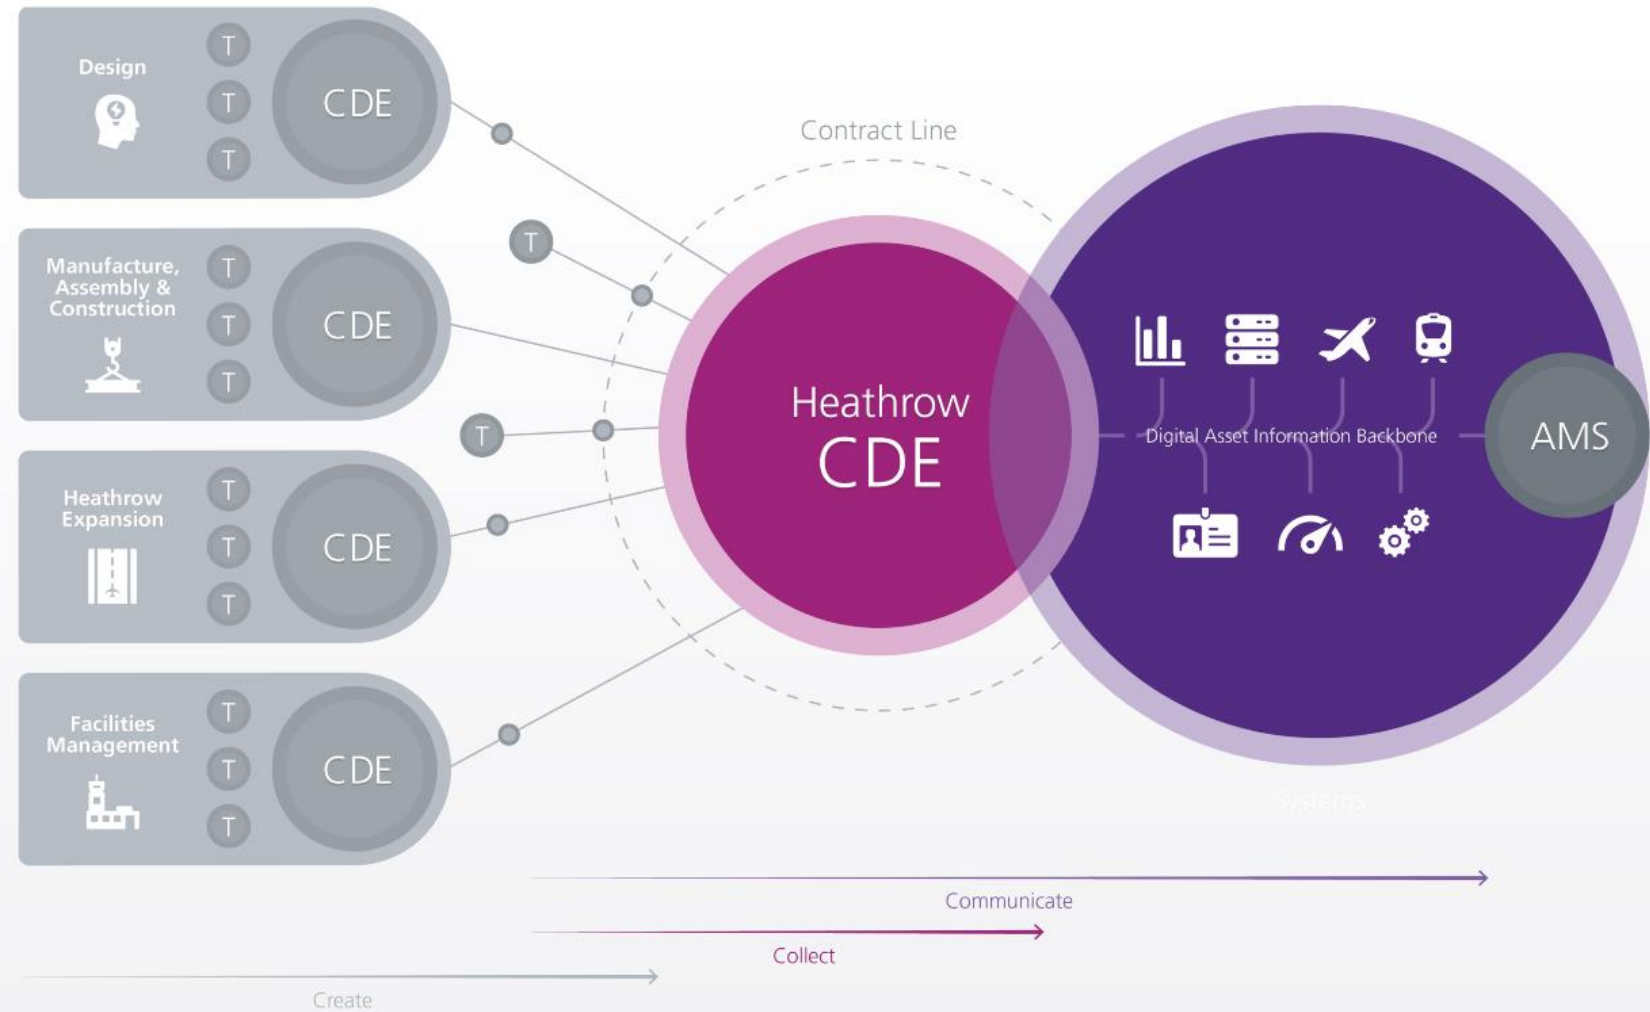 Design
T
T
T
CDE
Manufacture,
Assembly &
Construction
T
T
T
CDE
Heathrow
Expansion
T
T
T
CDE
Facilities
Management
T
T
T
CDE
T
T
Contract Line
Heathrow
CDE
Digital Asset Information Backbone
AMS
Systems
Communicate
Collect
Create